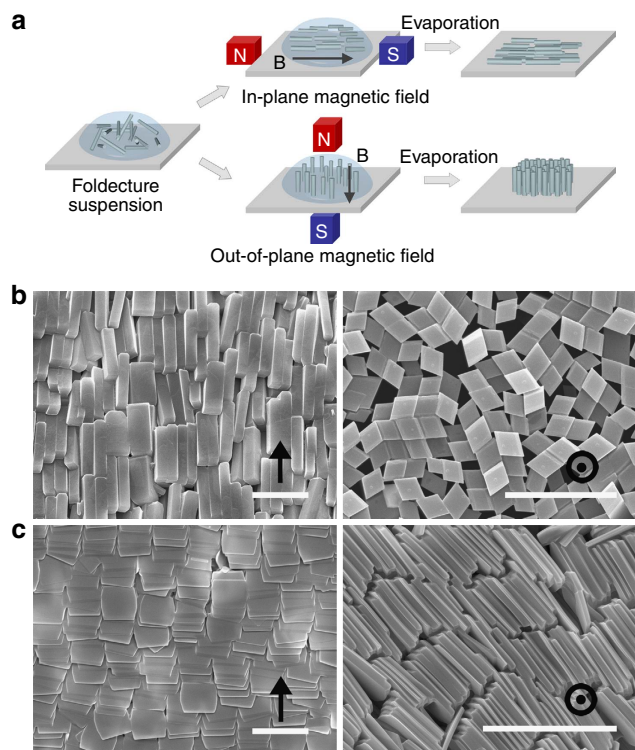 a
N
B
S
Evaporation
In-plane magnetic field
Foldecture
suspension
N
B
Evaporation
S
Out-of-plane magnetic field
b
c